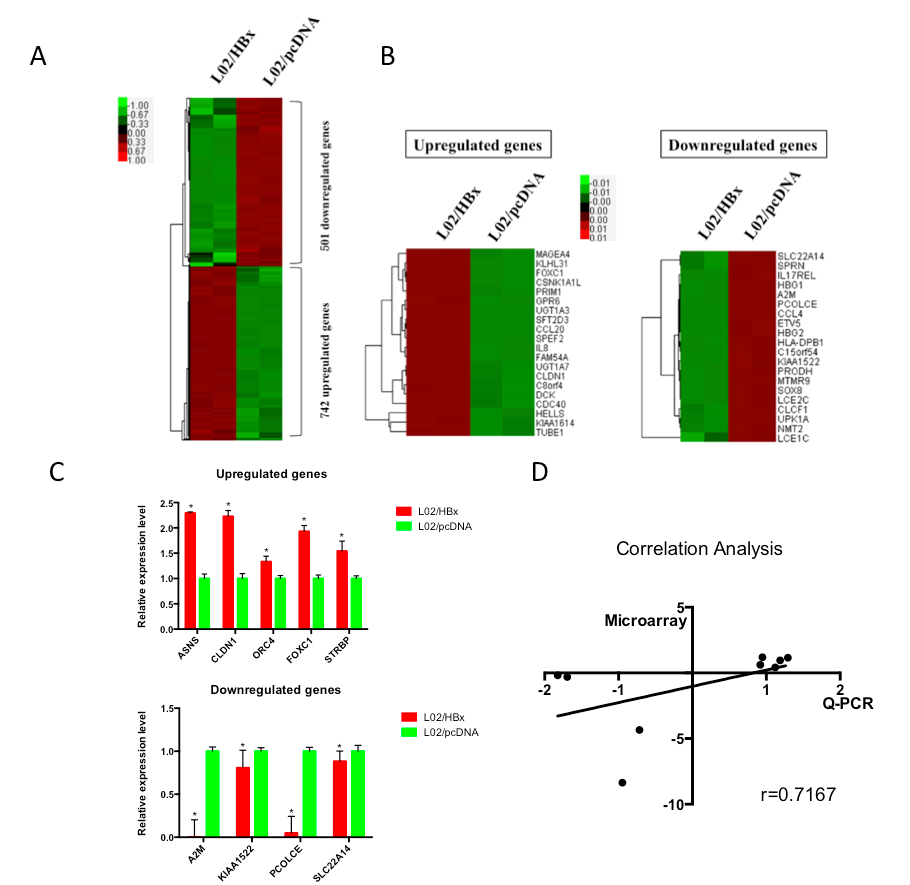 A
L02/HBx
L02/pcDNA
-1.00
-0.67
-0.33
0.00
0.33
0.67
1.00
501 downregulated genes
742 upregulated genes
B
Upregulated genes
L02/HBx
L02/pcDNA
MAGEA4
KLHL31
FOXC1
CSNK1A1L
PRIM1
GPR6
UGT1A3
SFT2D3
CCL20
SPEF2
IL8
FAM54A
UGT1A7
CLDN1
C8orf4
DCK
CDC40
HELLS
KIAA1614
TUBE1
-0.01
-0.01
-0.00
0.00
0.00
0.01
0.01
Downregulated genes
L02/HBx
L02/pcDNA
SLC22A14
SPRN
IL17REL
HBG1
A2M
PCOLCE
CCL4
ETV5
HBG2
HLA-DPB1
C15orf54
KIAA1522
PRODH
MTMR9
SOX8
LCE2C
CLCF1
UPK1A
NMT2
LCE1C
C
Upregulated genes
Relative expression level
2.5
2.0
1.5
1.0
0.5
0.0
* * * * *
ASNS
CLDN1
ORC4
FOXC1
STRBP
L02/HBx
L02/pcDNA
Downregulated genes
Relative expression level
1.5
1.0
0.5
0.0
* * * *
A2M
KIAA1522
PCOLCE
SLC22A14
L02/HBx
L02/pcDNA
D
Correlation Analysis
Microarray
5
-2 -1 1 2
Q-PCR
-5
-10
r=0.7167